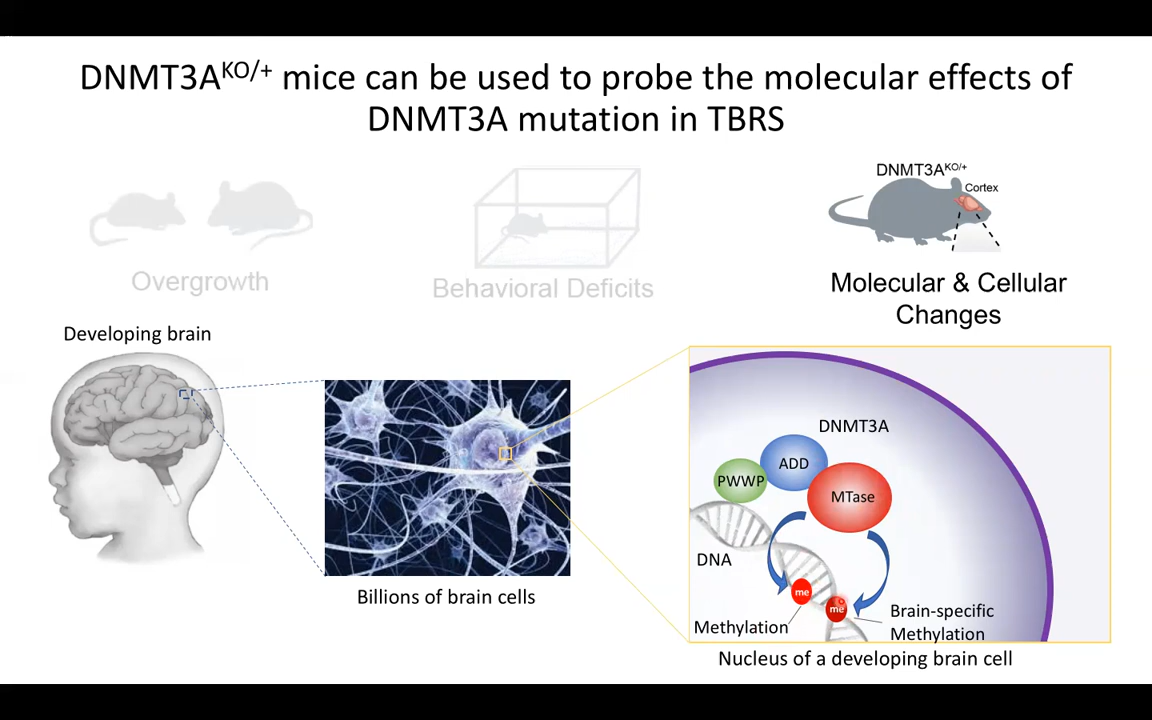 DNMT3AKO/+ mice can be used to probe the molecular effects of
DNMT3A mutation in TBRS
DNMT3AKO/+
Cortex
Overgrowth
Behavioral Deficits
Molecular & Cellular
Changes
Developing brain
DNMT3A
ADD
PWWP
MTase
DNA
me
me
Billions of brain cells
Brain-specific
Methylation
Methylation
Nucleus of a developing brain cell